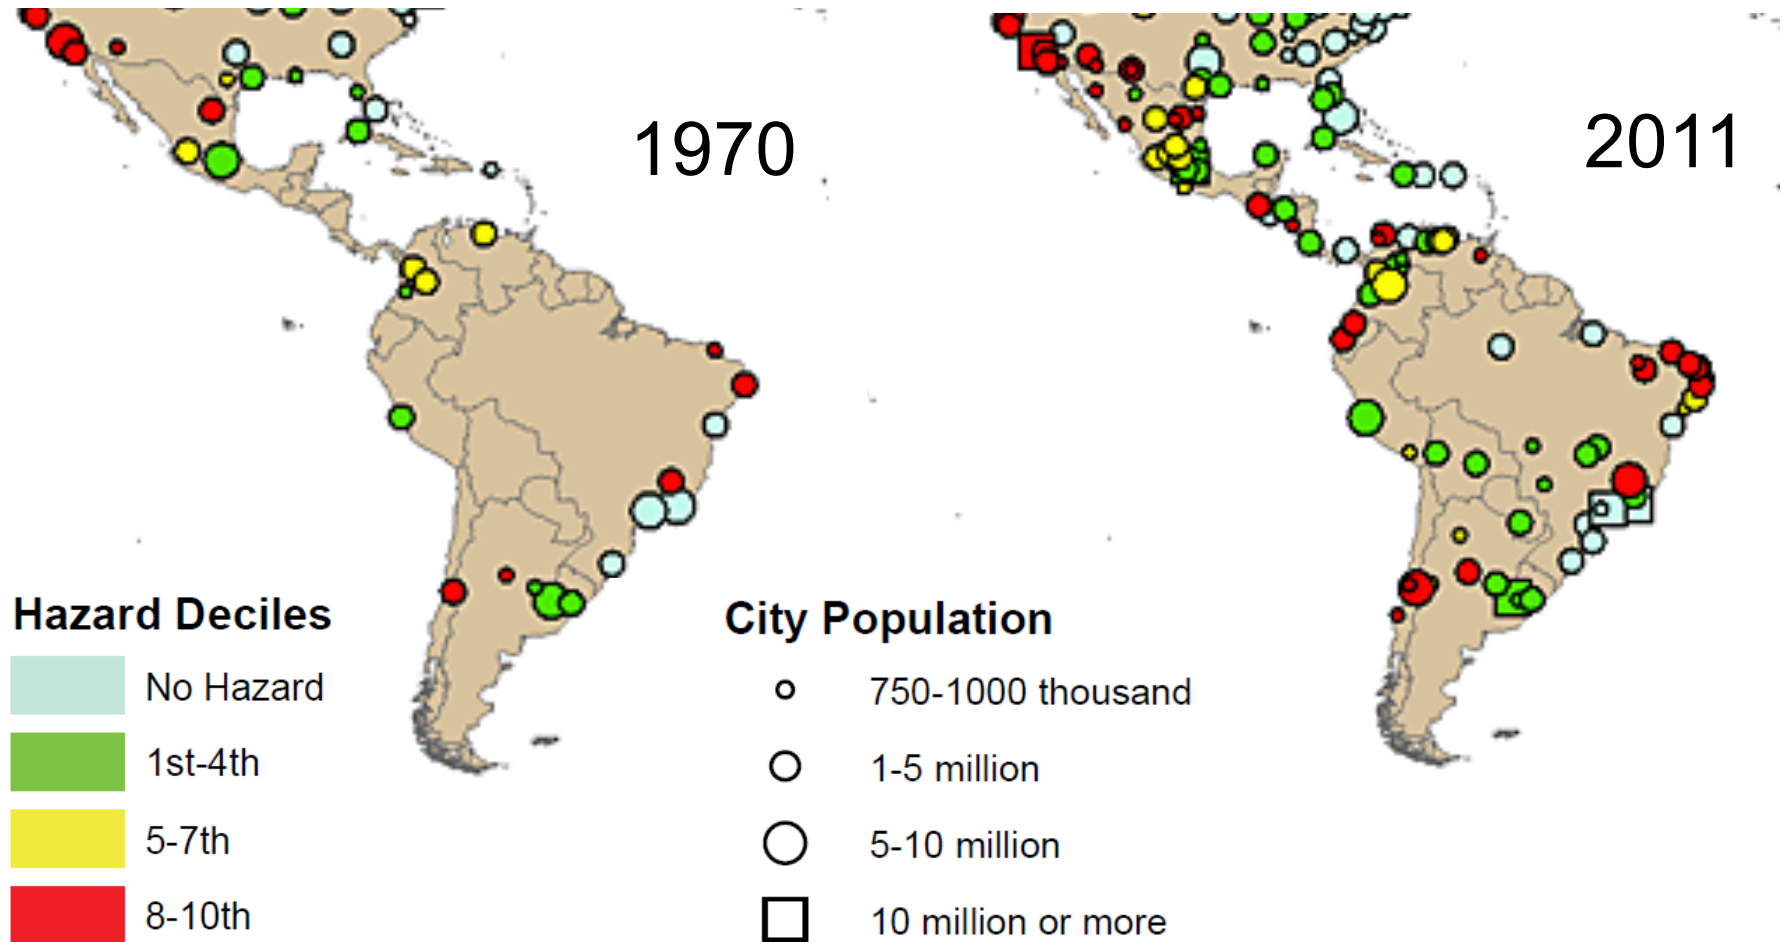 1970
2011
Hazard Deciles
No Hazard
1st-4th
5-7th
8-10th
City Population
750-1000 thousand
1-5 million
5-10 million
10 million or more